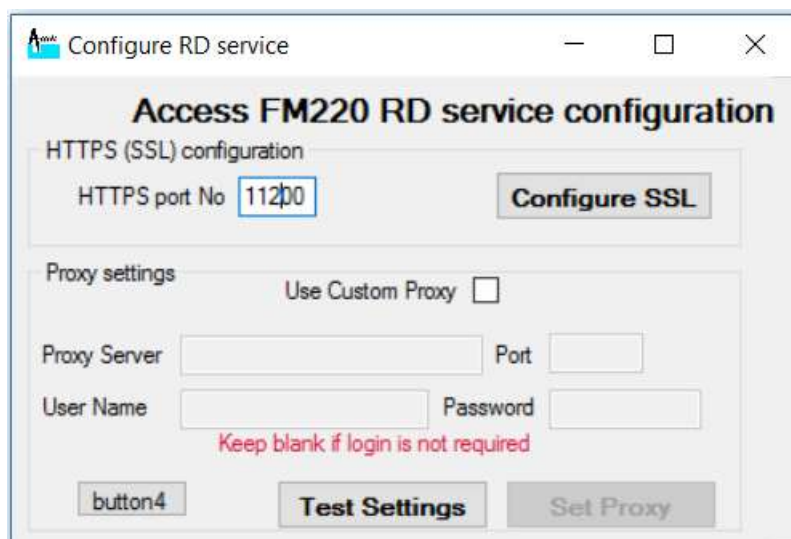 Configure RD service
Access FM220 RD service configuration
HTTPS (SSL) configuration
HTTPS port No 11200 Configure SSL
Proxy settings
Use Custom Proxy
Proxy Server Port
User Name Password
Keep blank if login is not required
button4 Test Settings Set Proxy